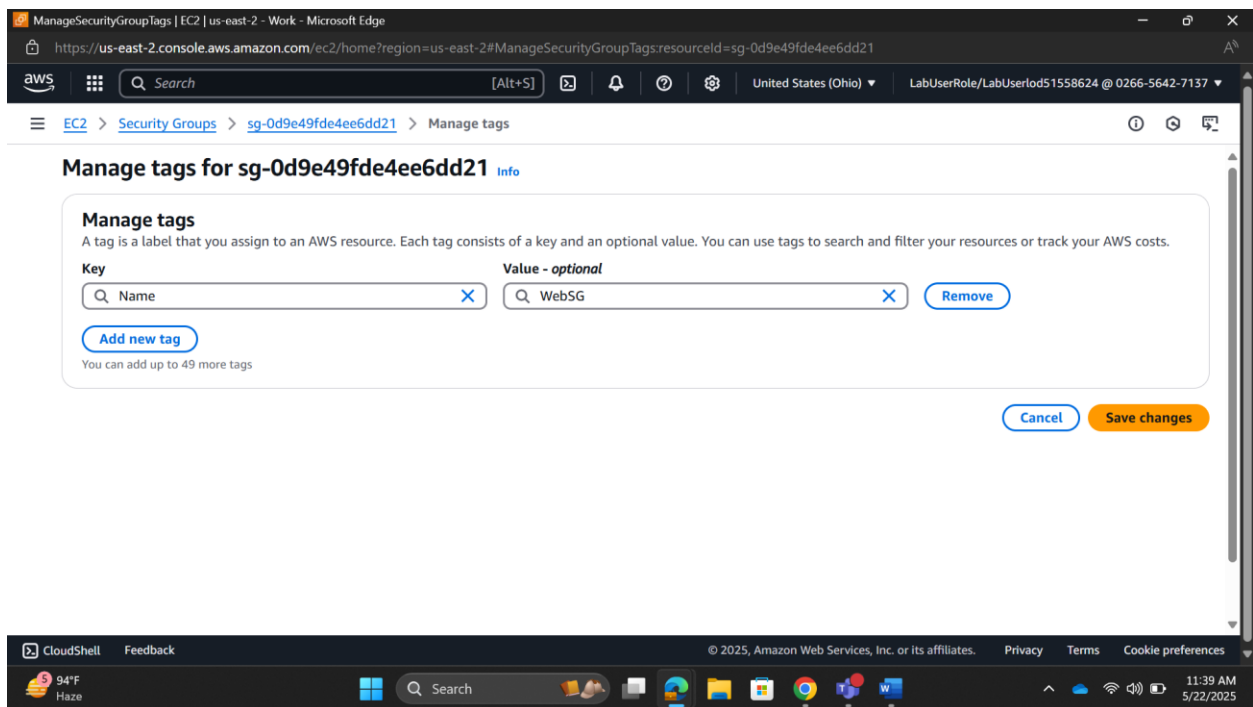 ManageSecurityGroupTags | EC2 | us-east-2 - Work - Microsoft Edge
https://us-east-2.console.aws.amazon.com/ec2/home?region=us-east-2#ManageSecurityGroupTags:resourceId=sg-0d9e49fde4ee6dd21
aws Search [Alt+S] United States (Ohio) ▼ LabUserRole/LabUserlod51558624 @ 0266-5642-7137 ▼
EC2 > Security Groups > sg-0d9e49fde4ee6dd21 > Manage tags
Manage tags for sg-0d9e49fde4ee6dd21 Info
Manage tags
A tag is a label that you assign to an AWS resource. Each tag consists of a key and an optional value. You can use tags to search and filter your resources or track your AWS costs.
Key Value - optional
Name WebSG Remove
Add new tag
You can add up to 49 more tags
Cancel Save changes
CloudShell Feedback © 2025, Amazon Web Services, Inc. or its affiliates. Privacy Terms Cookie preferences
5 94°F Search 11:39 AM
Haze 5/22/2025